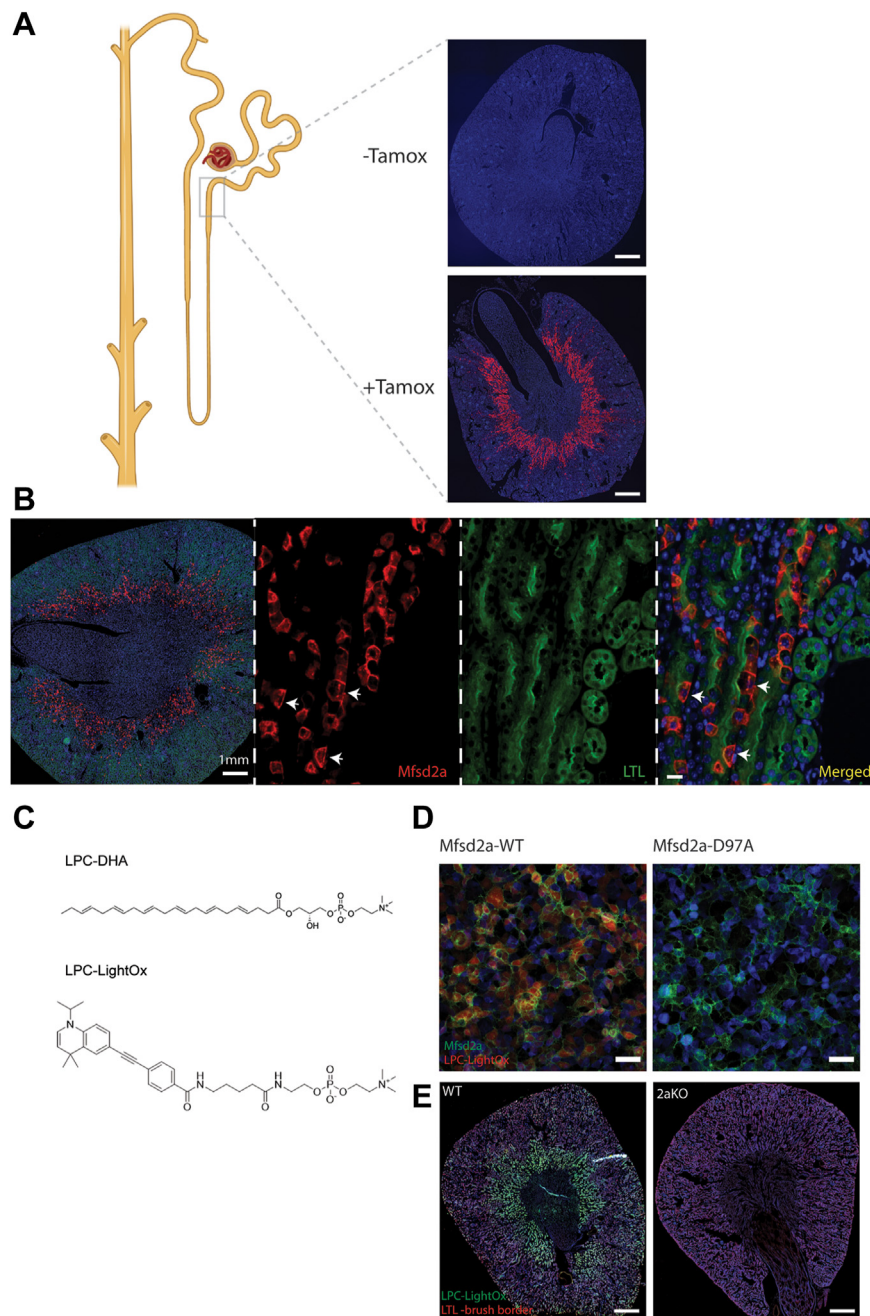 A
-Tamox
+Tamox
B
1mm
Mfsd2a
LTL
Merged
C
LPC-DHA
O
O
O
P
O
O-
N+
OH
LPC-LightOx
N
O
N
H
O
N
H
O
O
P
O-
O
N+
D
Mfsd2a-WT
Mfsd2a-D97A
Mfsd2a
LPC-LightOx
E
WT
2aKO
LPC-LightOx
LTL -brush border